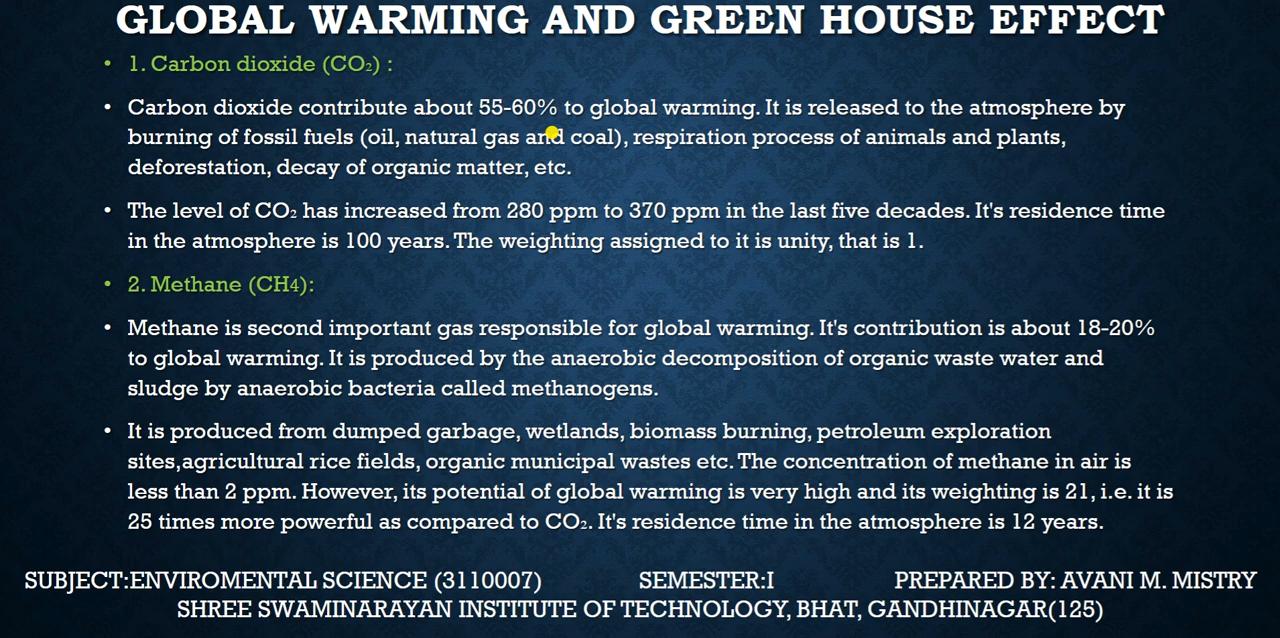 GLOBAL WARMING AND GREEN HOUSE EFFECT
• 1. Carbon dioxide (CO₂) :
• Carbon dioxide contribute about 55-60% to global warming. It is released to the atmosphere by
burning of fossil fuels (oil, natural gas and coal), respiration process of animals and plants,
deforestation, decay of organic matter, etc.
• The level of CO₂ has increased from 280 ppm to 370 ppm in the last five decades. It's residence time
in the atmosphere is 100 years. The weighting assigned to it is unity, that is 1.
• 2. Methane (CH4):
• Methane is second important gas responsible for global warming. It's contribution is about 18-20%
to global warming. It is produced by the anaerobic decomposition of organic waste water and
sludge by anaerobic bacteria called methanogens.
• It is produced from dumped garbage, wetlands, biomass burning, petroleum exploration
sites,agricultural rice fields, organic municipal wastes etc. The concentration of methane in air is
less than 2 ppm. However, its potential of global warming is very high and its weighting is 21, i.e. it is
25 times more powerful as compared to CO₂. It's residence time in the atmosphere is 12 years.
SUBJECT:ENVIROMENTAL SCIENCE (3110007) SEMESTER:I PREPARED BY: AVANI M. MISTRY
SHREE SWAMINARAYAN INSTITUTE OF TECHNOLOGY, BHAT, GANDHINAGAR(125)